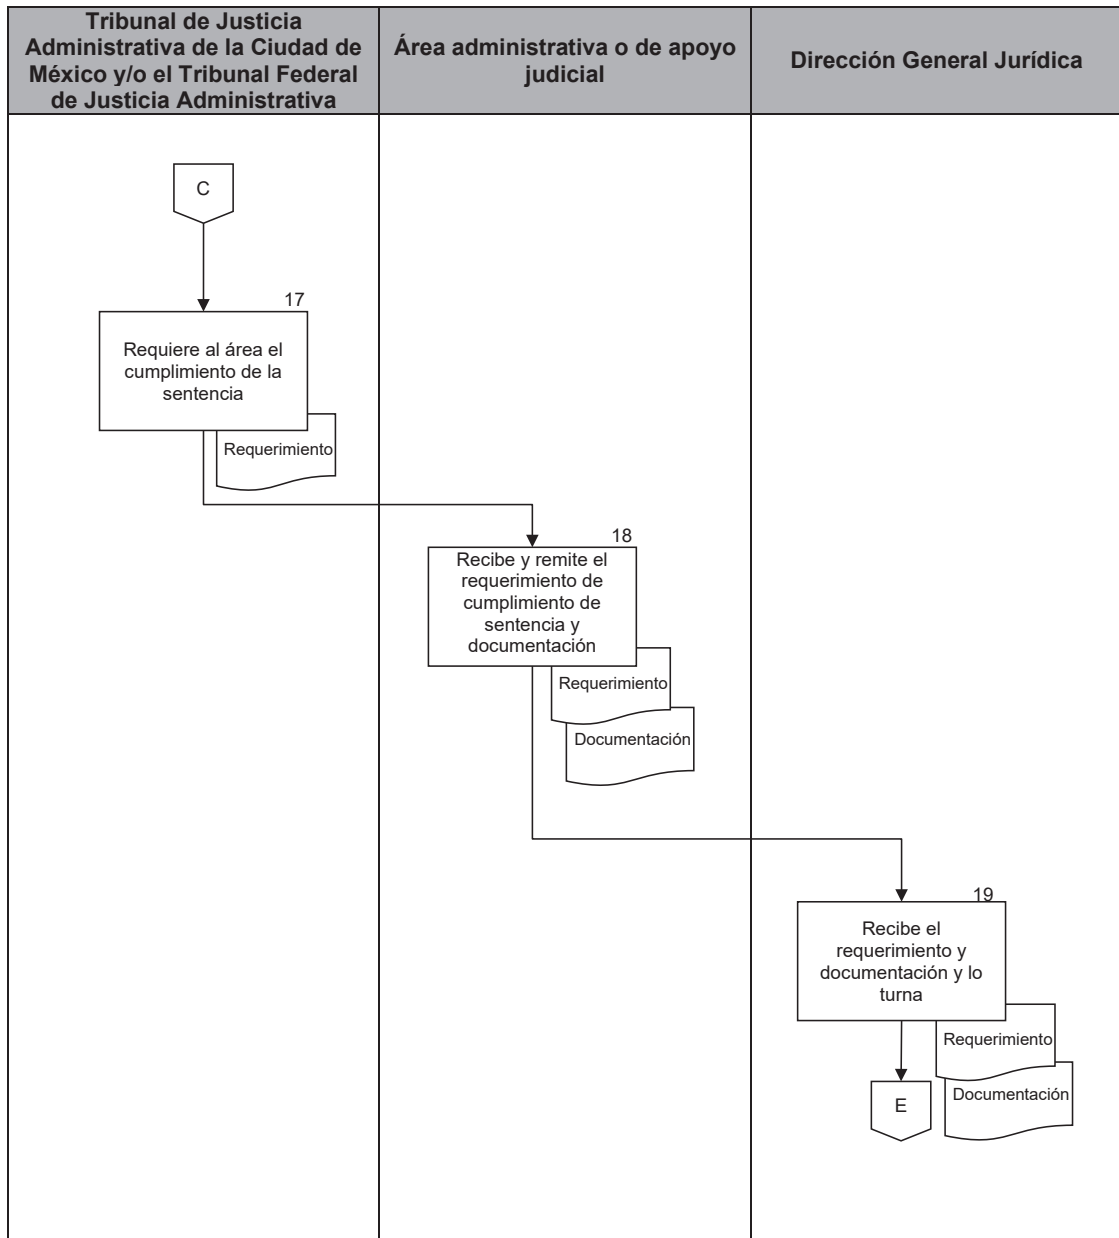 Tribunal de Justicia
Administrativa de la Ciudad de
México y/o el Tribunal Federal
de Justicia Administrativa
Área administrativa o de apoyo
judicial
Dirección General Jurídica
C
17
Requiere al área el
cumplimiento de la
sentencia
Requerimiento
18
Recibe y remite el
requerimiento de
cumplimiento de
sentencia y
documentación
Requerimiento
Documentación
19
Recibe el
requerimiento y
documentación y lo
turna
Requerimiento
Documentación
E